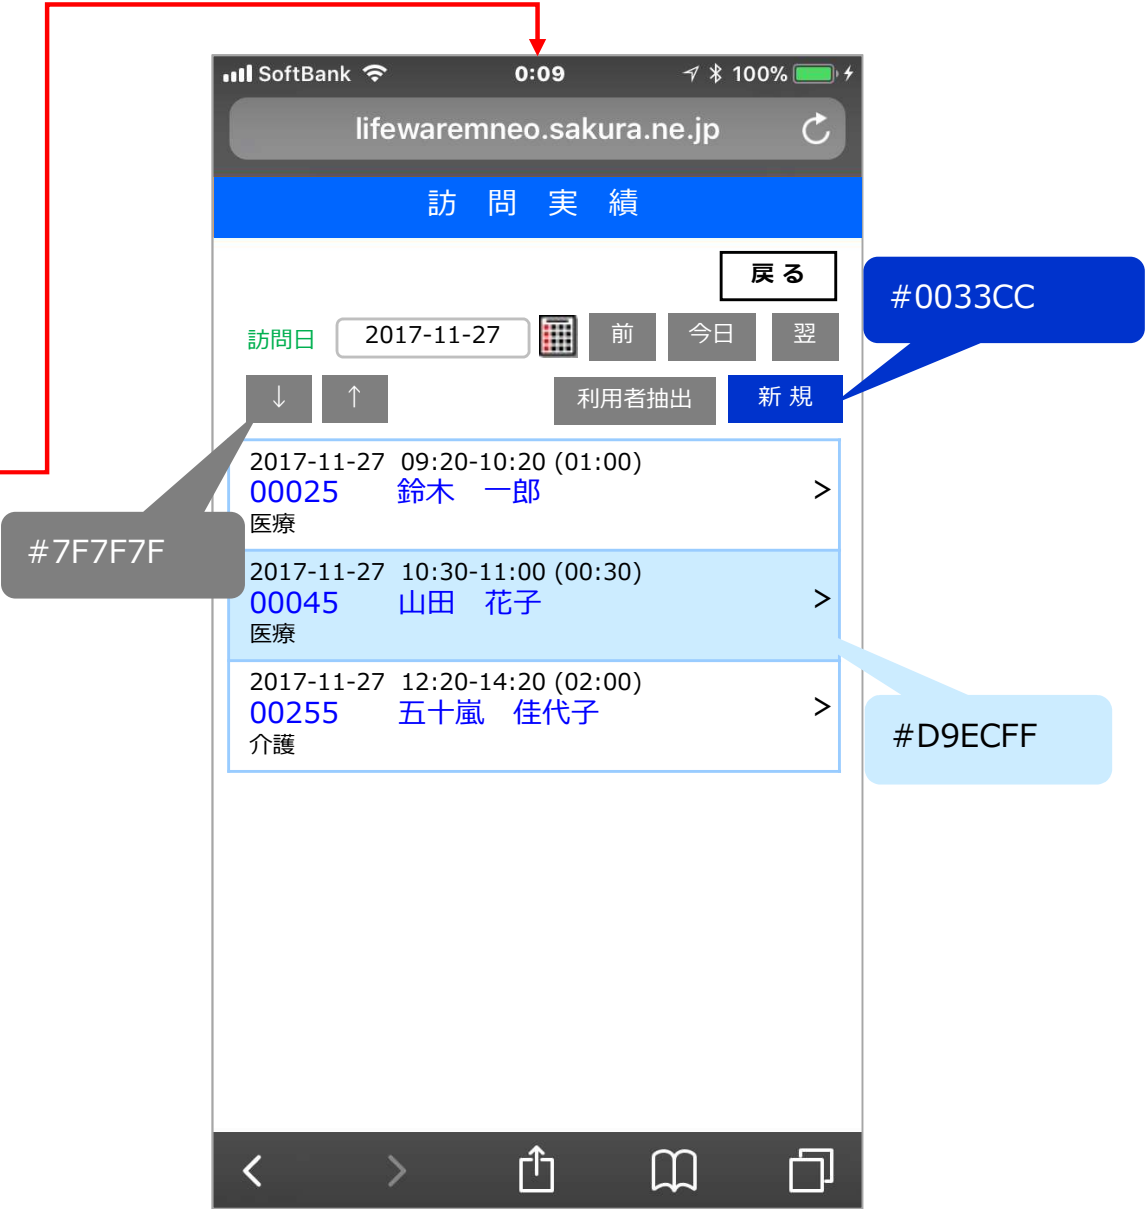 SoftBank 0:09 100%
lifewaremneo.sakura.ne.jp
訪 問 実 績
戻 る
#0033CC
訪問日 2017-11-27 前 今日 翌
↓ ↑ 利用者抽出 新 規
2017-11-27 09:20-10:20 (01:00)
00025 鈴木 一郎 >
医療
#7F7F7F
2017-11-27 10:30-11:00 (00:30)
00045 山田 花子 >
医療
2017-11-27 12:20-14:20 (02:00)
00255 五十嵐 佳代子 >
介護
#D9ECFF